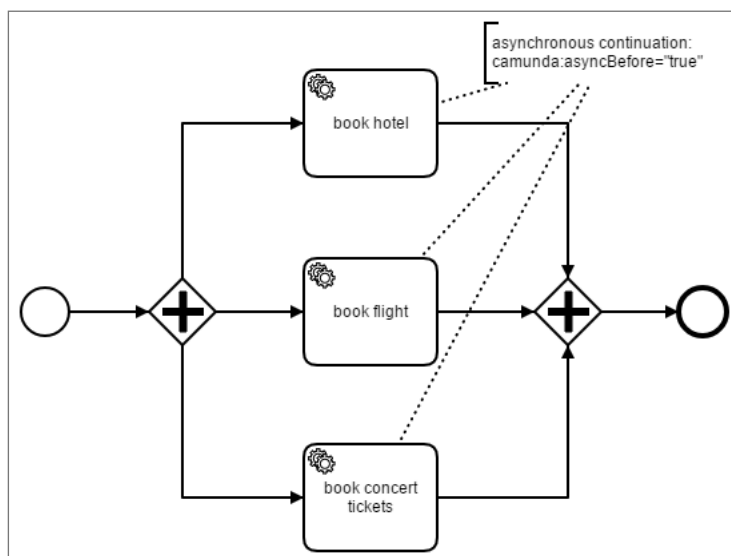 asynchronous continuation:
camunda:asyncBefore="true"
book hotel
book flight
book concert
tickets